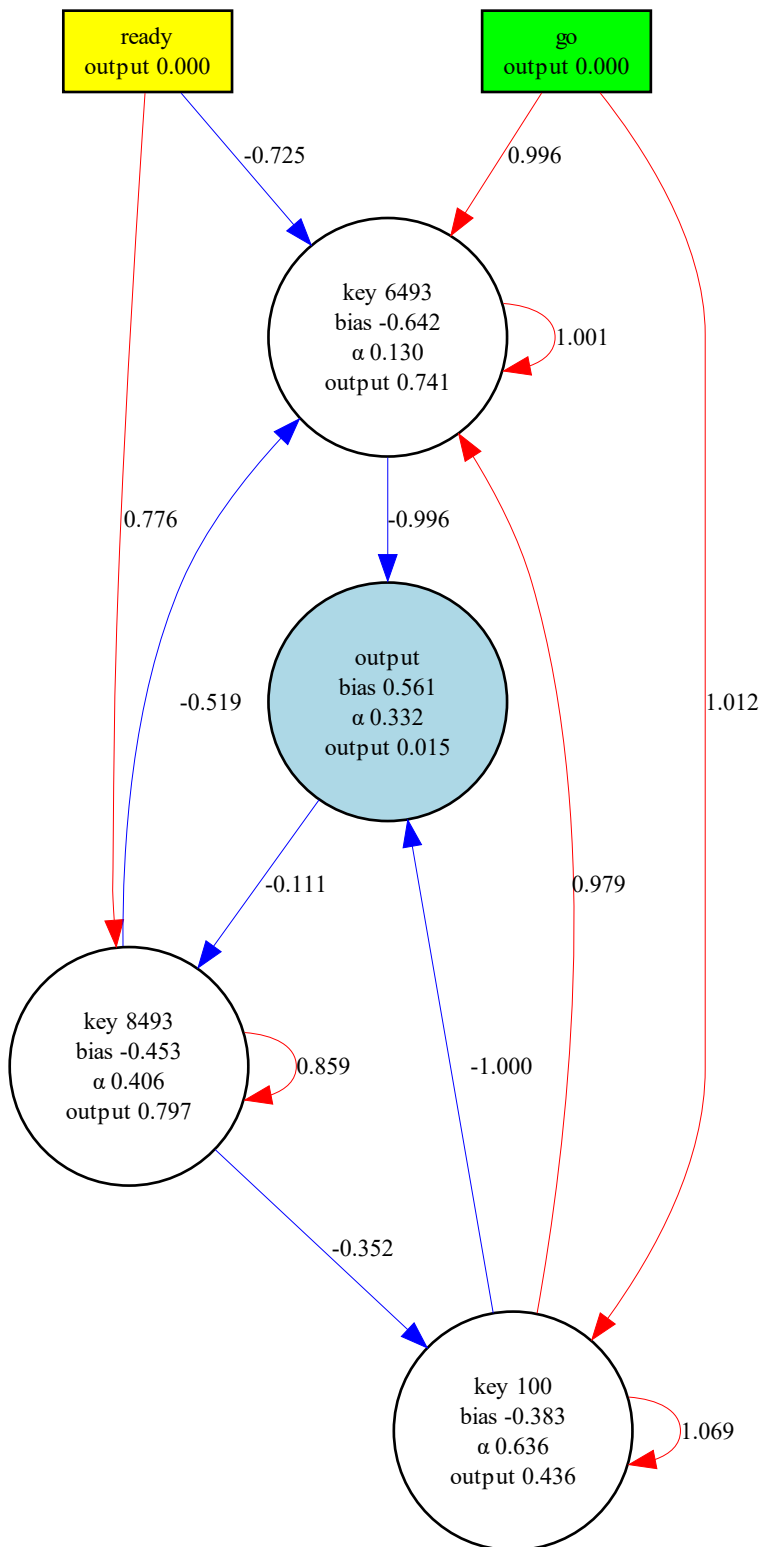 ready
output 0.000
go
output 0.000
-0.725
0.996
key 6493
bias -0.642
α 0.130
output 0.741
1.001
0.776
-0.996
-0.519
output
bias 0.561
α 0.332
output 0.015
1.012
-0.111
0.979
key 8493
bias -0.453
α 0.406
output 0.797
0.859
-1.000
-0.352
key 100
bias -0.383
α 0.636
output 0.436
1.069